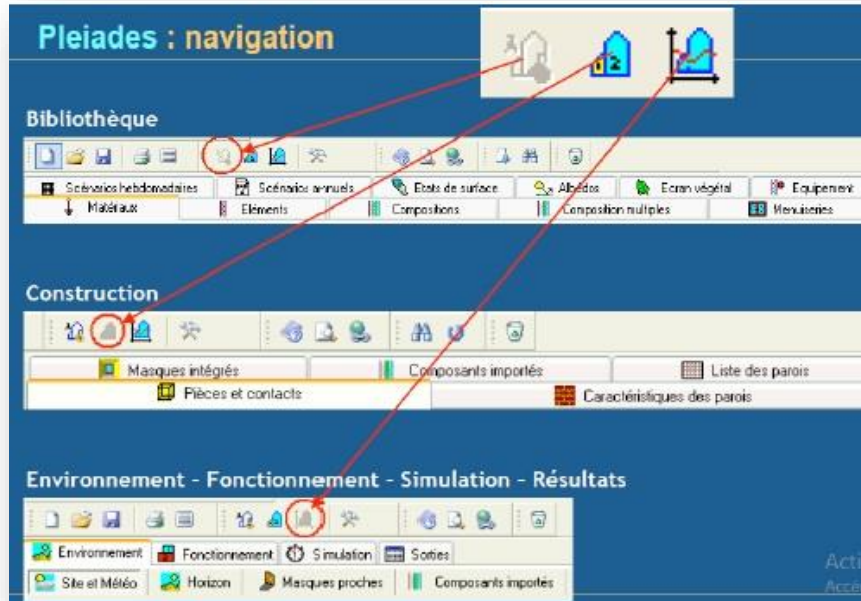 Pleiades : navigation
Bibliothèque
Scénarios hebdomadaires Scénarios annuels Etats de surface Albédos Ecran végétal Equipement
Matériaux Eléments Compositions Composition multiples Menuiseries
Construction
Masques intégrés Composants importés Liste des parois
Pièces et contacts Caractéristiques des parois
Environnement - Fonctionnement - Simulation - Résultats
Environnement Fonctionnement Simulation Sorties
Site et Météo Horizon Masques proches Composants importés